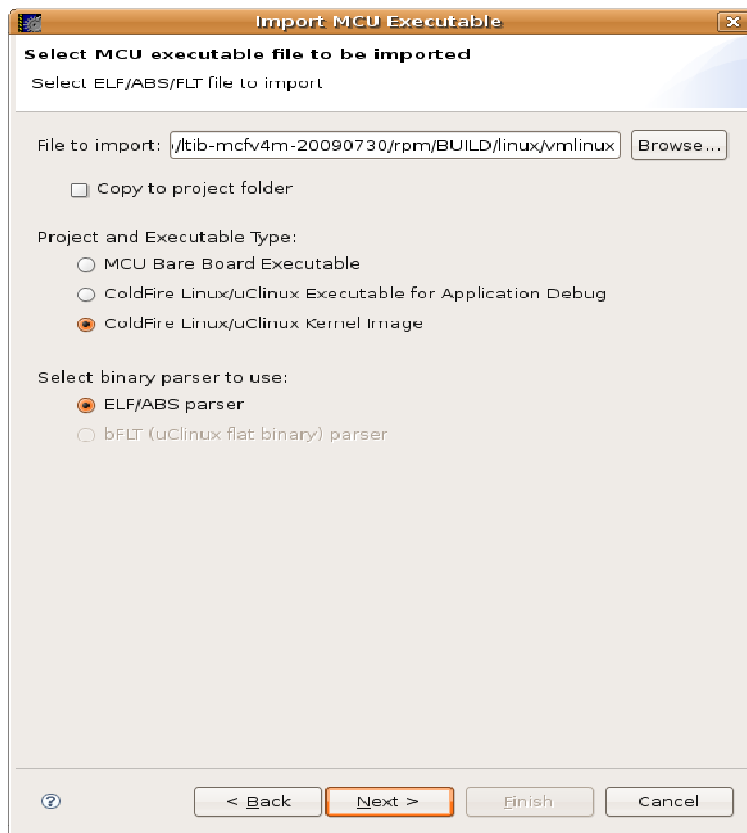 Import MCU Executable
Select MCU executable file to be imported
Select ELF/ABS/FLT file to import
File to import: /ltib-mcfv4m-20090730/rpm/BUILD/linux/vmlinux Browse...
Copy to project folder
Project and Executable Type:
MCU Bare Board Executable
ColdFire Linux/uClinux Executable for Application Debug
ColdFire Linux/uClinux Kernel Image
Select binary parser to use:
ELF/ABS parser
bFLT (uClinux flat binary) parser
? < Back Next > Finish Cancel